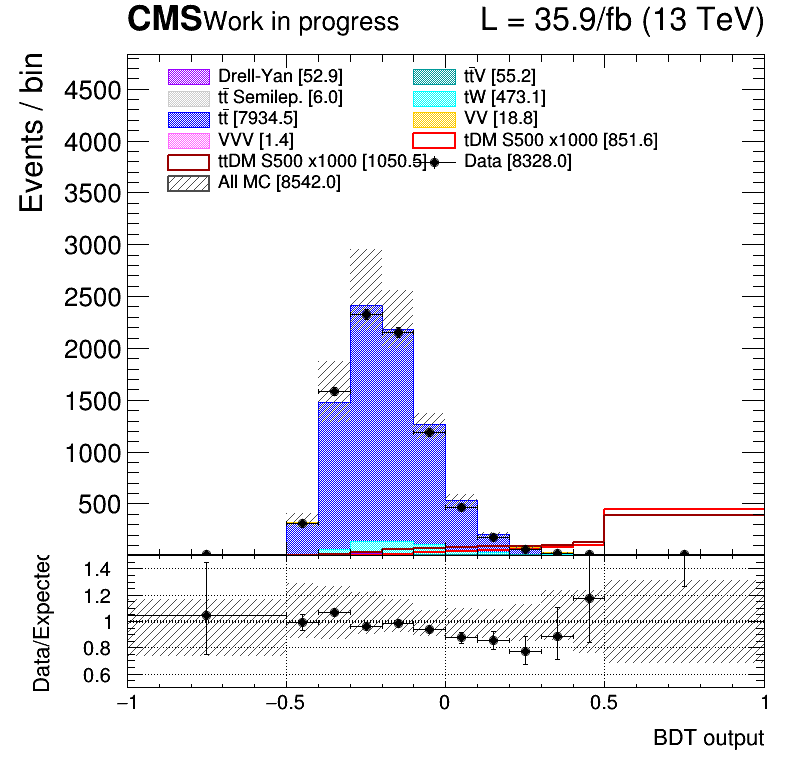 CMS Work in progress L = 35.9/fb (13 TeV)
Events / bin
Drell-Yan [52.9] tt̄V [55.2]
tt̄ Semilep. [6.0] tW [473.1]
tt̄ [7934.5] VV [18.8]
VVV [1.4] tDM S500 x1000 [851.6]
ttDM S500 x1000 [1050.5] Data [8328.0]
All MC [8542.0]
4500
4000
3500
3000
2500
2000
1500
1000
500
Data/Expected
1.4
1.2
1
0.8
0.6
−1 −0.5 0 0.5 1
BDT output